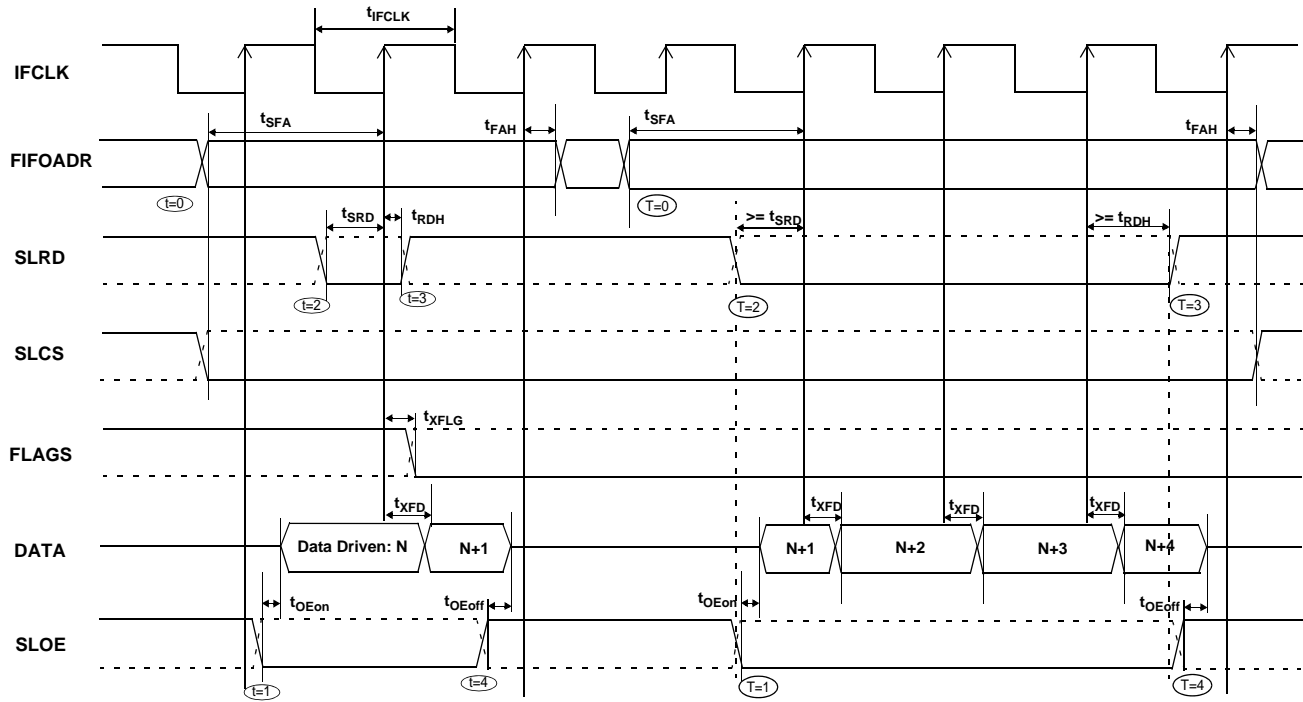 tIFCLK
IFCLK
tSFA
tFAH
tSFA
tFAH
FIFOADR
t=0
T=0
tSRD
tRDH
>= tSRD
>= tRDH
SLRD
t=2
t=3
T=2
T=3
SLCS
tXFLG
FLAGS
tXFD
tXFD
tXFD
tXFD
DATA
Data Driven: N
N+1
N+1
N+2
N+3
N+4
tOEon
tOEoff
tOEon
tOEoff
SLOE
t=1
t=4
T=1
T=4